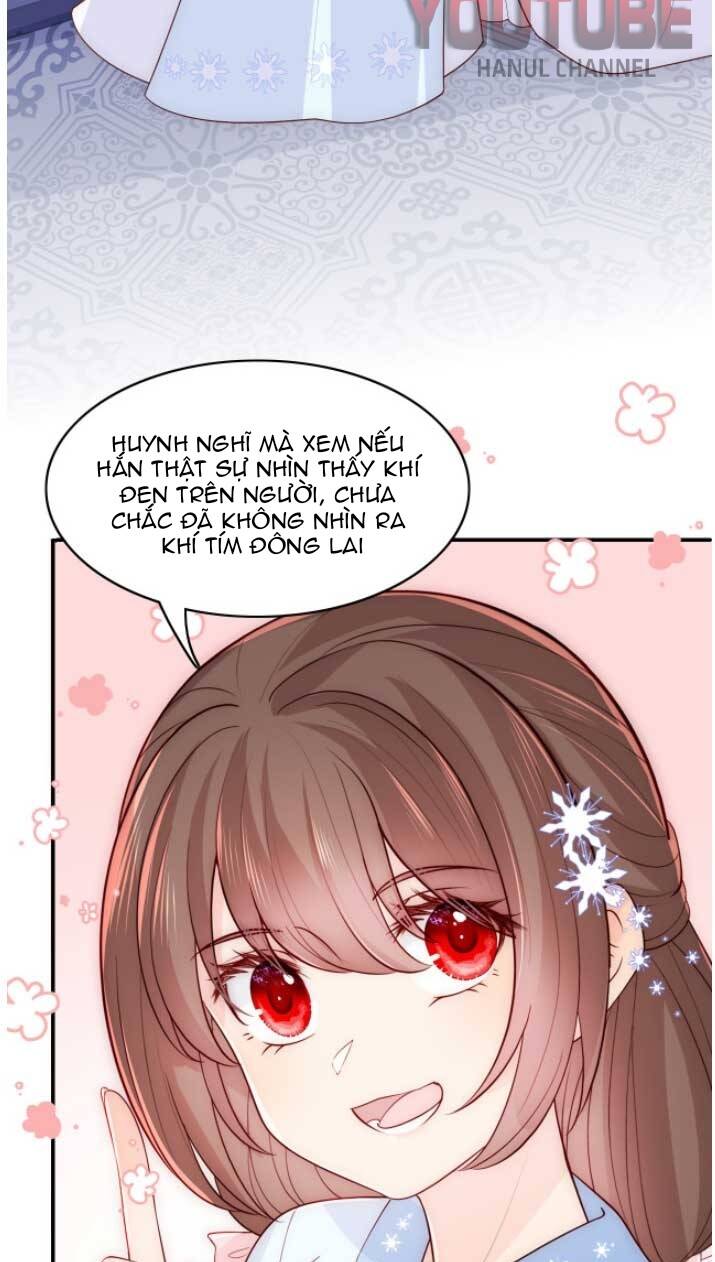 YOUTUBE
HANUL CHANNEL
HUYNH NGHĨ MÀ XEM NẾU
HẮN THẬT SỰ NHÌN THẤY KHÍ
ĐEN TRÊN NGƯỜI, CHƯA
CHẮC ĐÃ KHÔNG NHÌN RA
KHÍ TÍM ĐÔNG LAI